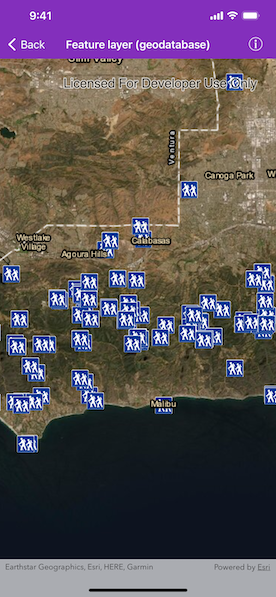 9:41
Back
Feature layer (geodatabase)
Simi Valley
Licensed For Developer Use Only
Ventura
Canoga Park
W
Calabasas
Westlake
Village
Agoura Hills
Malibu
Earthstar Geographics, Esri, HERE, Garmin
Powered by Esri